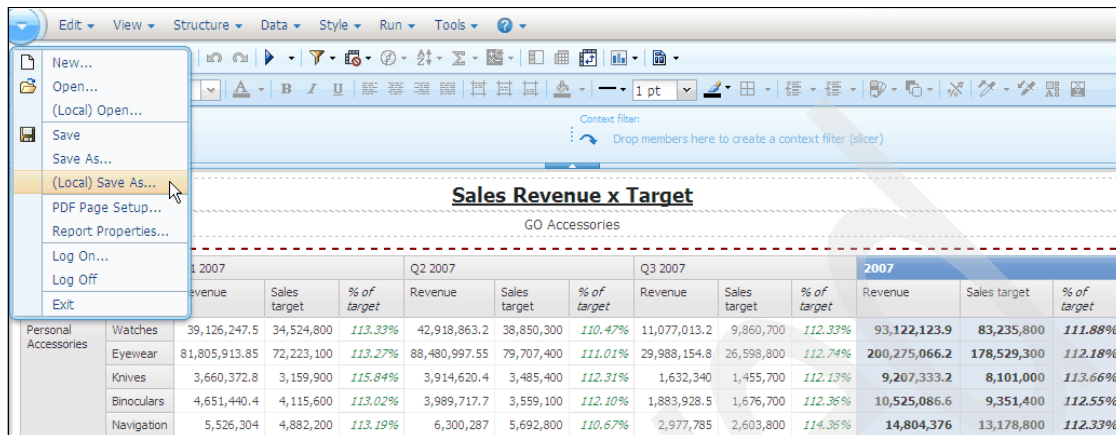 Edit View Structure Data Style Run Tools
New...
Open...
(Local) Open...
Save
Save As...
(Local) Save As...
PDF Page Setup...
Report Properties...
Log On...
Log Off
Exit
1 pt
Context filter:
Drop members here to create a context filter (slicer)
Sales Revenue x Target
GO Accessories
1 2007 Q2 2007 Q3 2007 2007
evenue Sales target % of target Revenue Sales target % of target Revenue Sales target % of target Revenue Sales target % of target
Personal Accessories
Watches 39,126,247.5 34,524,800 113.33% 42,918,863.2 38,850,300 110.47% 11,077,013.2 9,860,700 112.33% 93,122,123.9 83,235,800 111.88%
Eyewear 81,805,913.85 72,223,100 113.27% 88,480,997.55 79,707,400 111.01% 29,988,154.8 26,598,800 112.74% 200,275,066.2 178,529,300 112.18%
Knives 3,660,372.8 3,159,900 115.84% 3,914,620.4 3,485,400 112.31% 1,632,340 1,455,700 112.13% 9,207,333.2 8,101,000 113.66%
Binoculars 4,651,440.4 4,115,600 113.02% 3,989,717.7 3,559,100 112.10% 1,883,928.5 1,676,700 112.36% 10,525,086.6 9,351,400 112.55%
Navigation 5,526,304 4,882,200 113.19% 6,300,287 5,692,800 110.67% 2,977,785 2,603,800 114.36% 14,804,376 13,178,800 112.33%